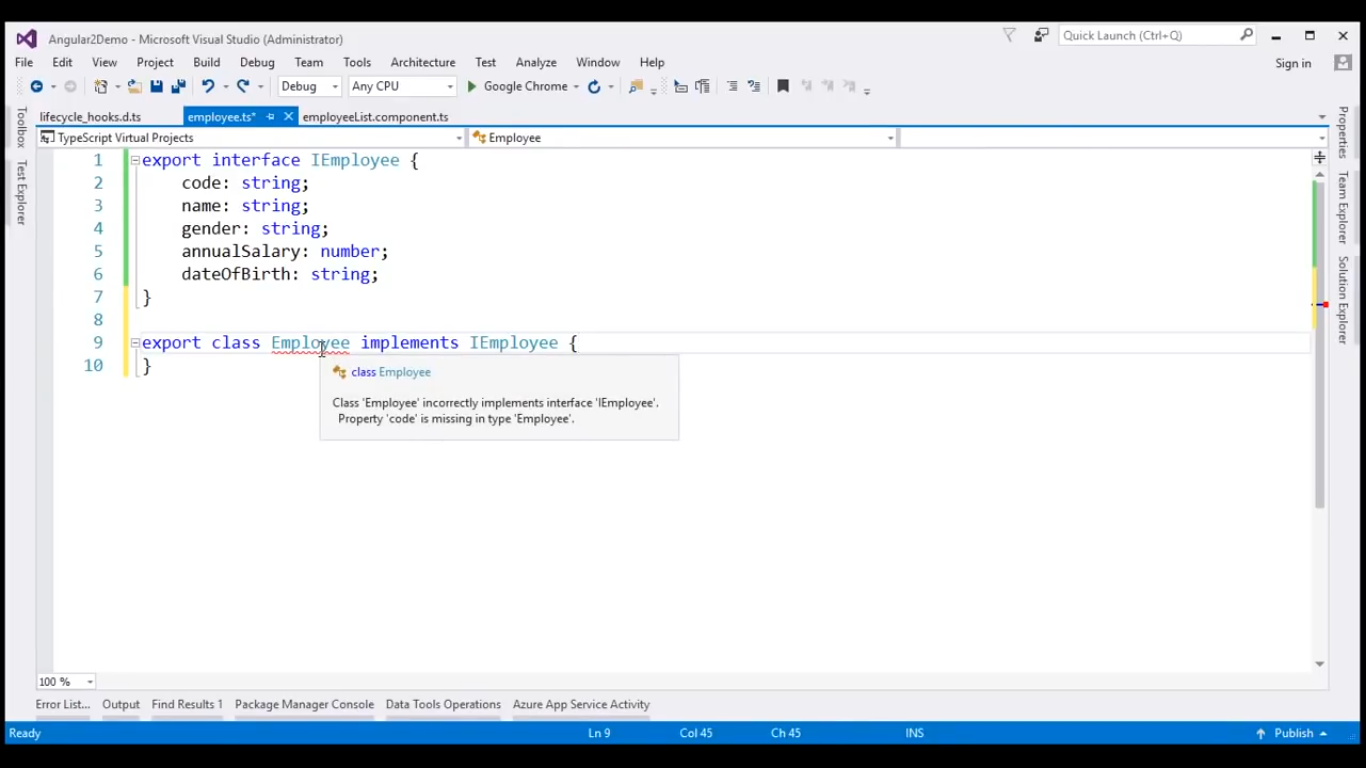 Angular2Demo - Microsoft Visual Studio (Administrator)
Quick Launch (Ctrl+Q)
File Edit View Project Build Debug Team Tools Architecture Test Analyze Window Help
Sign in
Debug Any CPU Google Chrome
lifecycle_hooks.d.ts employee.ts* employeeList.component.ts
TypeScript Virtual Projects Employee
Toolbox
Test Explorer
1 export interface IEmployee {
2 code: string;
3 name: string;
4 gender: string;
5 annualSalary: number;
6 dateOfBirth: string;
7 }
8
9 export class Employee implements IEmployee {
10 }
class Employee
Class 'Employee' incorrectly implements interface 'IEmployee'.
Property 'code' is missing in type 'Employee'.
Properties
Team Explorer
Solution Explorer
100 %
Error List... Output Find Results 1 Package Manager Console Data Tools Operations Azure App Service Activity
Ready Ln 9 Col 45 Ch 45 INS Publish